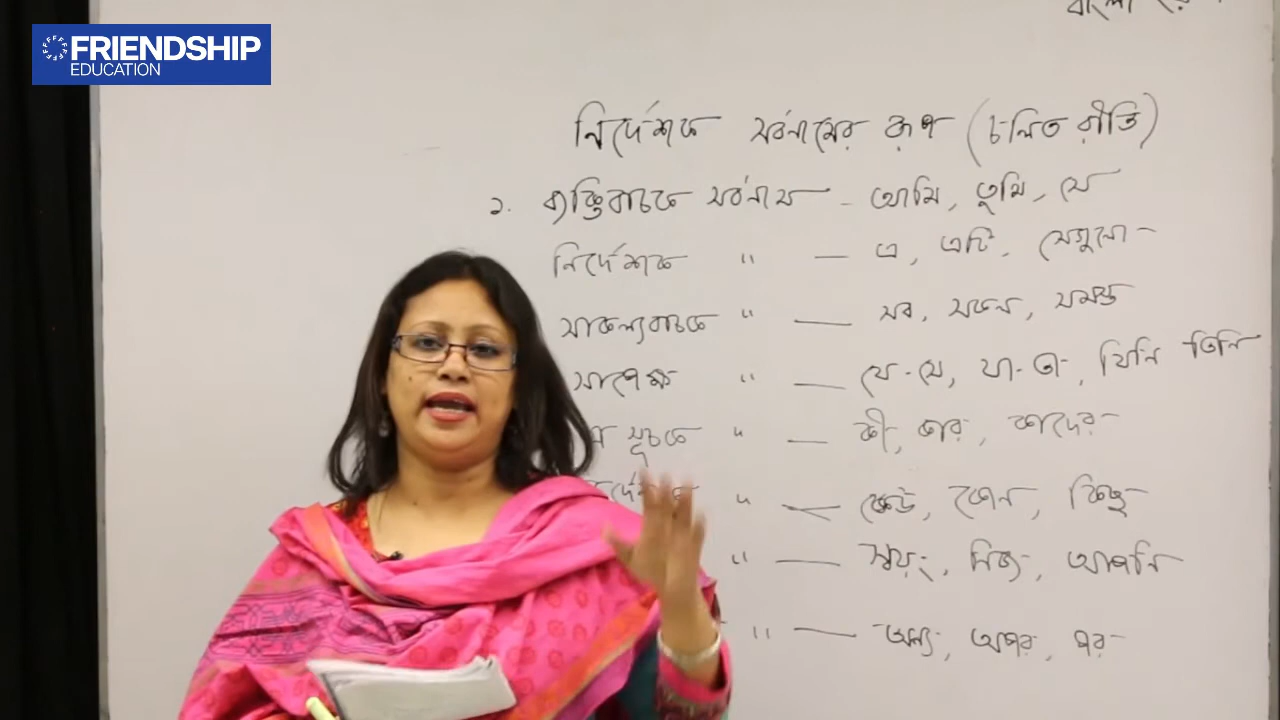 FRIENDSHIP
EDUCATION
বাংলা
নির্দেশক সর্বনামের রূপ (চলিত রীতি)
১. ব্যক্তিবাচক সর্বনাম - আমি, তুমি, সে
নির্দেশক " — এ, এটি, সেগুলো
সাকল্যবাচক " — সব, সকল, সমস্ত
সাপেক্ষ " — যে-সে, যা-তা, যিনি তিনি
সূচক " — কী, কার, কাদের
" — কেউ, কোন, কিছু
" — স্বয়ং, নিজ, আপনি
" — অন্য, অপর, পর